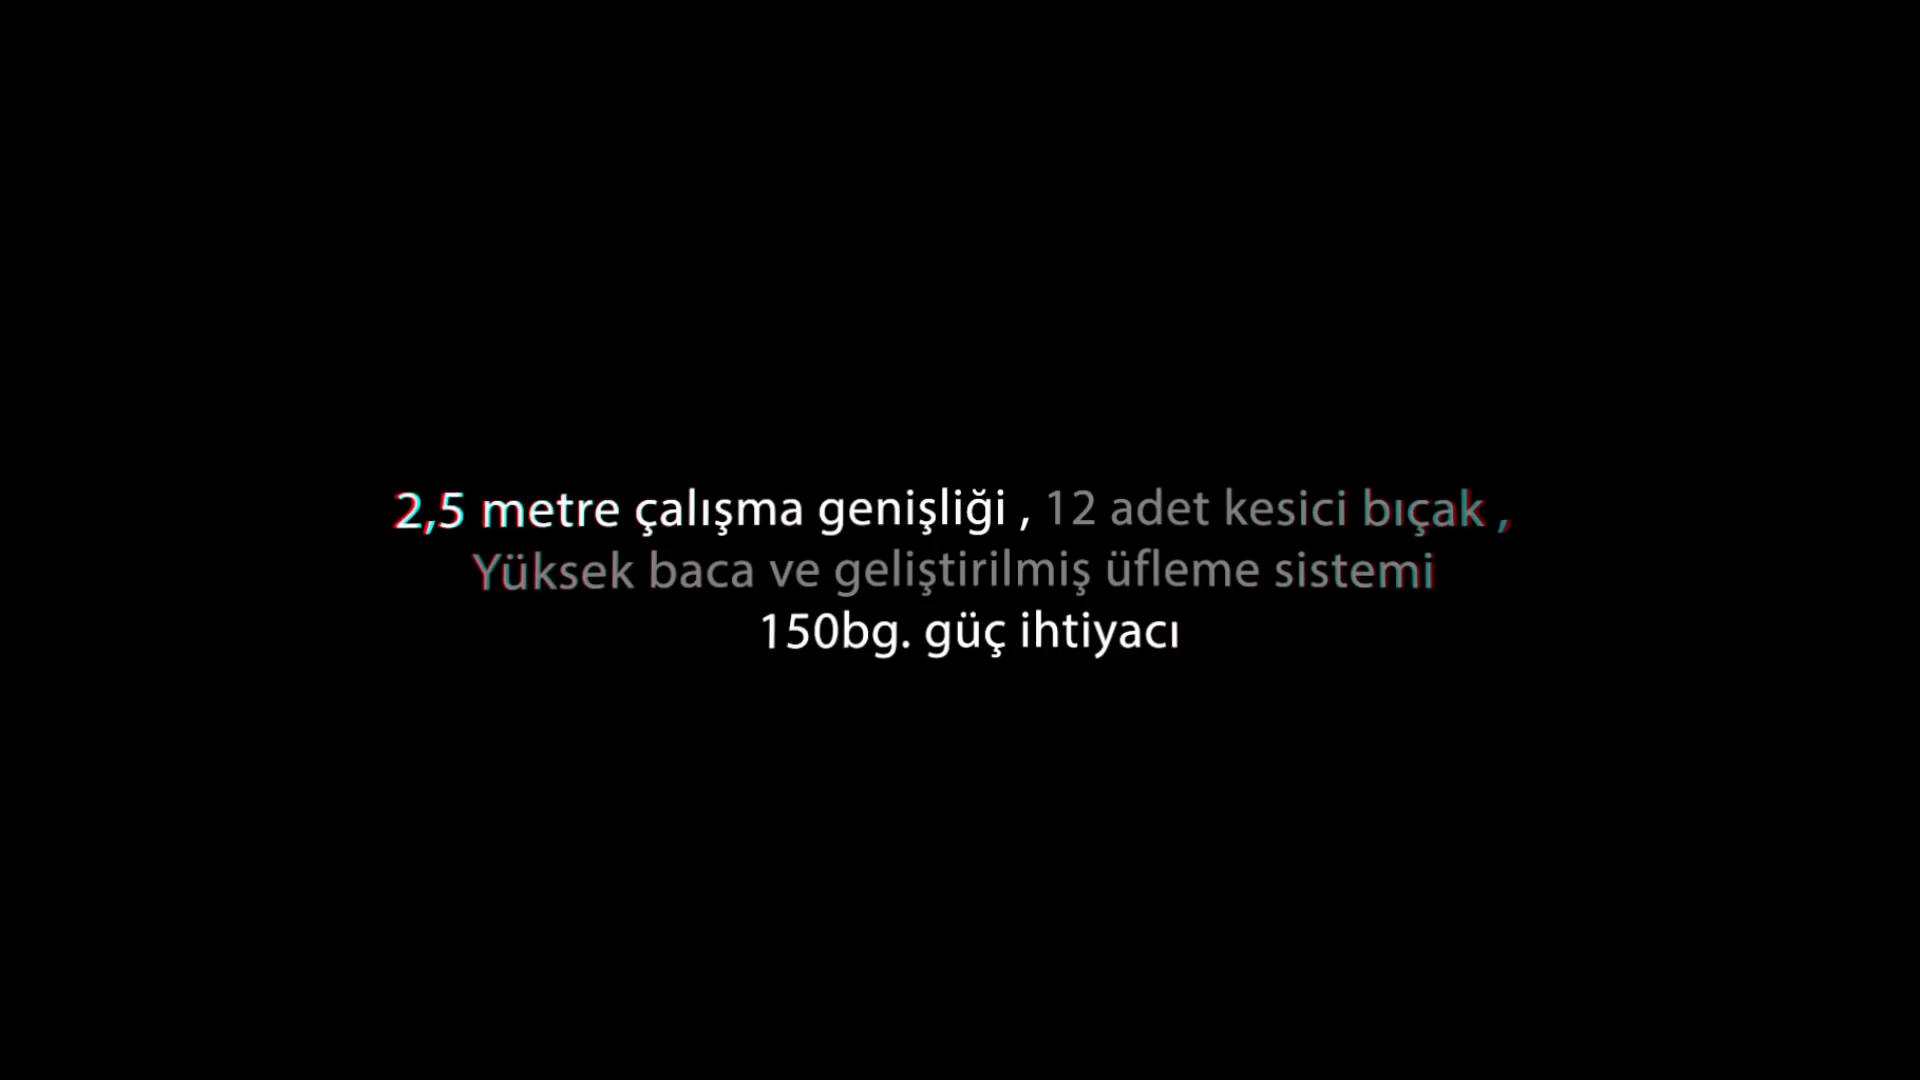 2,5 metre çalışma genişliği , 12 adet kesici bıçak ,
Yüksek baca ve geliştirilmiş üfleme sistemi
150bg. güç ihtiyacı